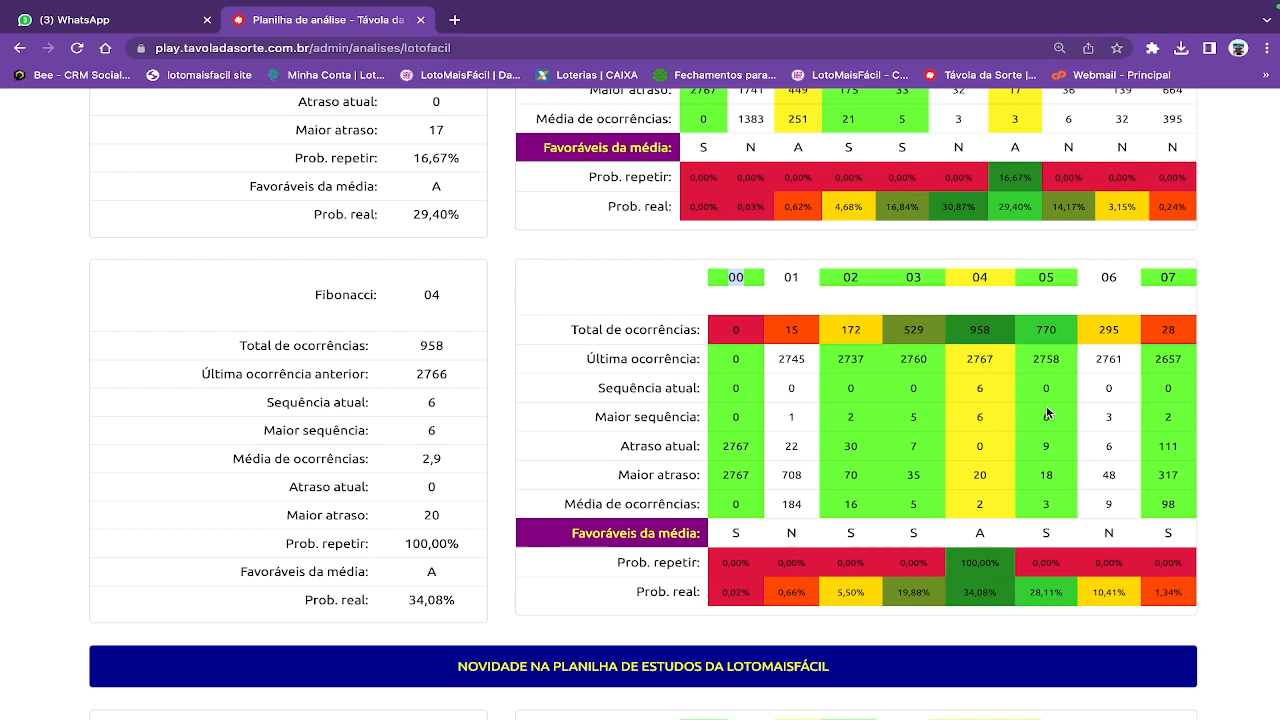 (3) WhatsApp
Planilha de análise - Távola da
play.tavoladasorte.com.br/admin/analises/lotofacil
Bee - CRM Social...
lotomaisfacil site
Minha Conta | Lot...
LotoMaisFácil | Da...
Loterias | CAIXA
Fechamentos para...
LotoMaisFácil - C...
Távola da Sorte |...
Webmail - Principal
»
Atraso atual: 0
Maior atraso: 17
Prob. repetir: 16,67%
Favoráveis da média: A
Prob. real: 29,40%
Maior atraso: 2767 1741 449 175 33 32 17 36 139 664
Média de ocorrências: 0 1383 251 21 5 3 3 6 32 395
Favoráveis da média: S N A S S N A N N N
Prob. repetir: 0,00% 0,00% 0,00% 0,00% 0,00% 0,00% 16,67% 0,00% 0,00% 0,00%
Prob. real: 0,00% 0,03% 0,62% 4,68% 16,84% 30,87% 29,40% 14,17% 3,15% 0,24%
Fibonacci: 04
Total de ocorrências: 958
Última ocorrência anterior: 2766
Sequência atual: 6
Maior sequência: 6
Média de ocorrências: 2,9
Atraso atual: 0
Maior atraso: 20
Prob. repetir: 100,00%
Favoráveis da média: A
Prob. real: 34,08%
00 01 02 03 04 05 06 07
Total de ocorrências: 0 15 172 529 958 770 295 28
Última ocorrência: 0 2745 2737 2760 2767 2758 2761 2657
Sequência atual: 0 0 0 0 6 0 0 0
Maior sequência: 0 1 2 5 6 3 2
Atraso atual: 2767 22 30 7 0 9 6 111
Maior atraso: 2767 708 70 35 20 18 48 317
Média de ocorrências: 0 184 16 5 2 3 9 98
Favoráveis da média: S N S S A S N S
Prob. repetir: 0,00% 0,00% 0,00% 0,00% 100,00% 0,00% 0,00% 0,00%
Prob. real: 0,02% 0,66% 5,50% 19,88% 34,08% 28,11% 10,41% 1,34%
NOVIDADE NA PLANILHA DE ESTUDOS DA LOTOMAISFÁCIL